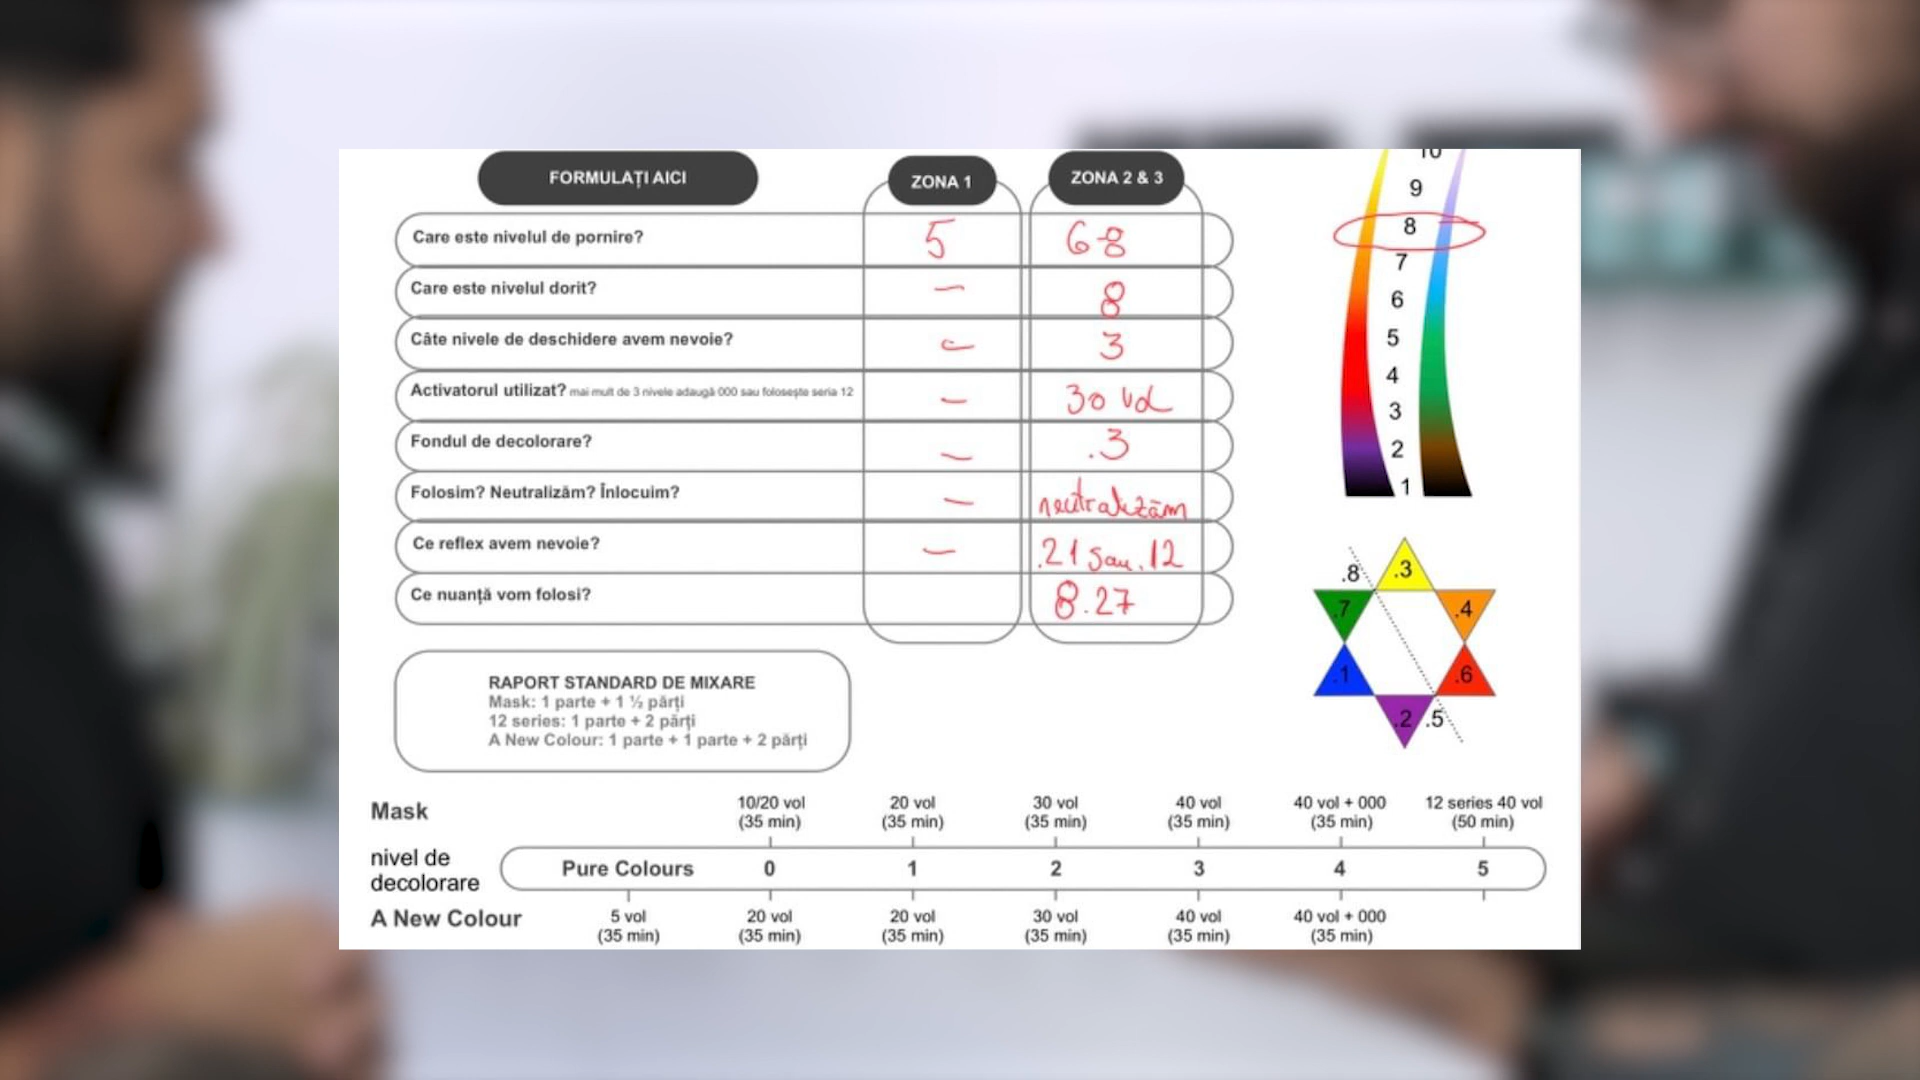 FORMULAȚI AICI
ZONA 1
ZONA 2 & 3
Care este nivelul de pornire?
5
6-8
Care este nivelul dorit?
–
8
Câte nivele de deschidere avem nevoie?
–
3
Activatorul utilizat? mai mult de 3 nivele adaugă 000 sau folosește seria 12
–
30 vol
Fondul de decolorare?
–
.3
Folosim? Neutralizăm? Înlocuim?
–
neutralizăm
Ce reflex avem nevoie?
–
.21 sau .12
Ce nuanță vom folosi?
8.27
10
9
8
7
6
5
4
3
2
1
.8
.3
.7
.4
.1
.6
.2
.5
RAPORT STANDARD DE MIXARE
Mask: 1 parte + 1 ½ părți
12 series: 1 parte + 2 părți
A New Colour: 1 parte + 1 parte + 2 părți
Mask
10/20 vol
(35 min)
20 vol
(35 min)
30 vol
(35 min)
40 vol
(35 min)
40 vol + 000
(35 min)
12 series 40 vol
(50 min)
nivel de
decolorare
Pure Colours
0
1
2
3
4
5
A New Colour
5 vol
(35 min)
20 vol
(35 min)
20 vol
(35 min)
30 vol
(35 min)
40 vol
(35 min)
40 vol + 000
(35 min)